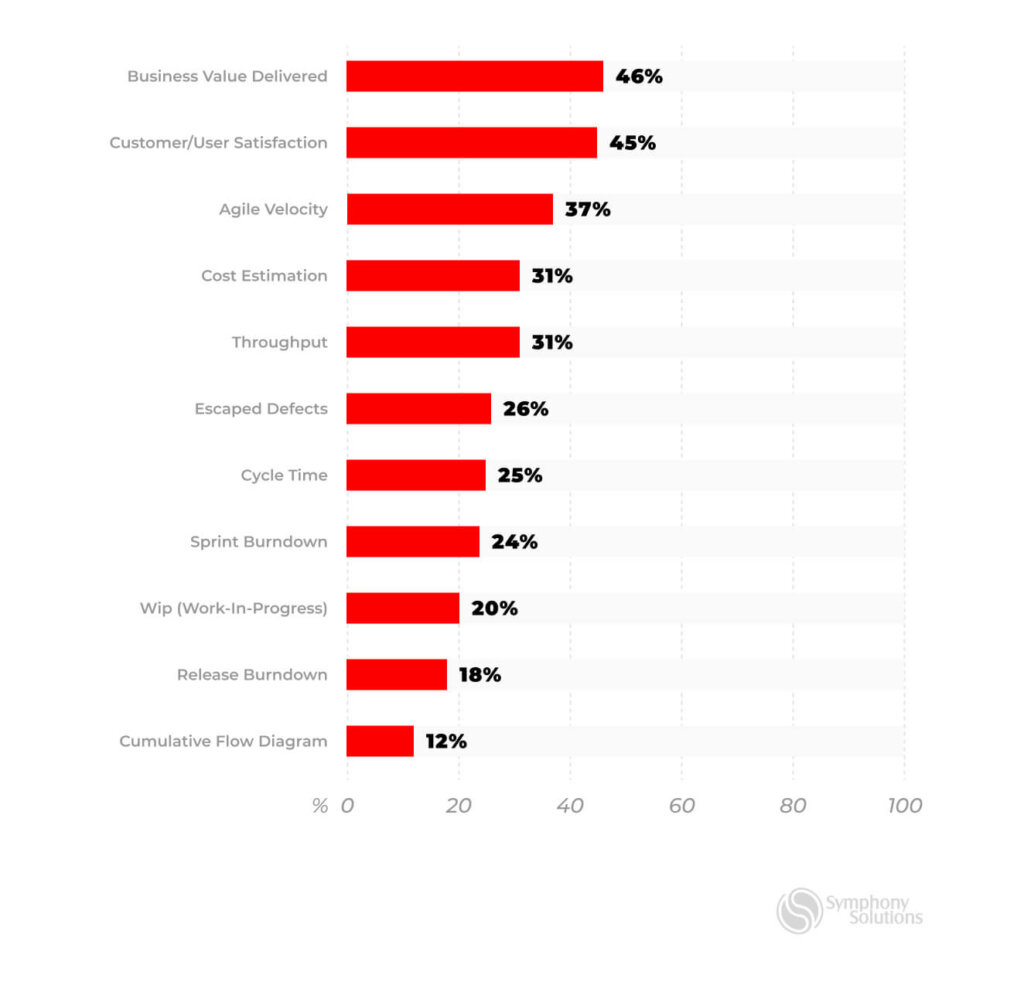 Business Value Delivered 46%
Customer/User Satisfaction 45%
Agile Velocity 37%
Cost Estimation 31%
Throughput 31%
Escaped Defects 26%
Cycle Time 25%
Sprint Burndown 24%
Wip (Work-In-Progress) 20%
Release Burndown 18%
Cumulative Flow Diagram 12%
% 0 20 40 60 80 100
Symphony
Solutions